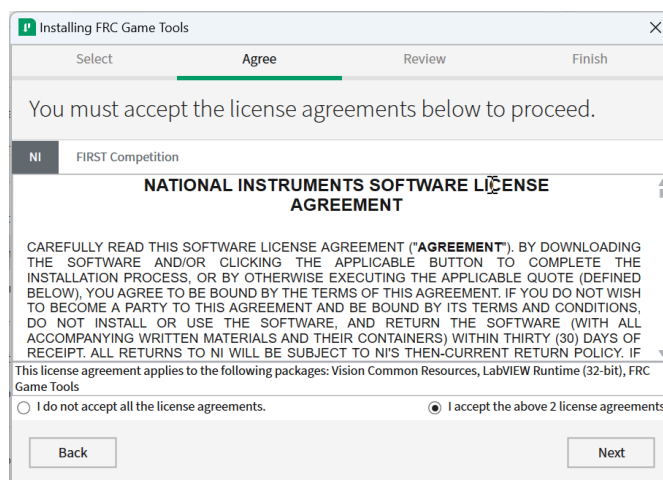 Installing FRC Game Tools
Select Agree Review Finish
You must accept the license agreements below to proceed.
NI FIRST Competition
NATIONAL INSTRUMENTS SOFTWARE LICENSE
AGREEMENT
CAREFULLY READ THIS SOFTWARE LICENSE AGREEMENT ("AGREEMENT"). BY DOWNLOADING
THE SOFTWARE AND/OR CLICKING THE APPLICABLE BUTTON TO COMPLETE THE
INSTALLATION PROCESS, OR BY OTHERWISE EXECUTING THE APPLICABLE QUOTE (DEFINED
BELOW), YOU AGREE TO BE BOUND BY THE TERMS OF THIS AGREEMENT. IF YOU DO NOT WISH
TO BECOME A PARTY TO THIS AGREEMENT AND BE BOUND BY ITS TERMS AND CONDITIONS,
DO NOT INSTALL OR USE THE SOFTWARE, AND RETURN THE SOFTWARE (WITH ALL
ACCOMPANYING WRITTEN MATERIALS AND THEIR CONTAINERS) WITHIN THIRTY (30) DAYS OF
RECEIPT. ALL RETURNS TO NI WILL BE SUBJECT TO NI'S THEN-CURRENT RETURN POLICY. IF
This license agreement applies to the following packages: Vision Common Resources, LabVIEW Runtime (32-bit), FRC
Game Tools
I do not accept all the license agreements. I accept the above 2 license agreements
Back Next